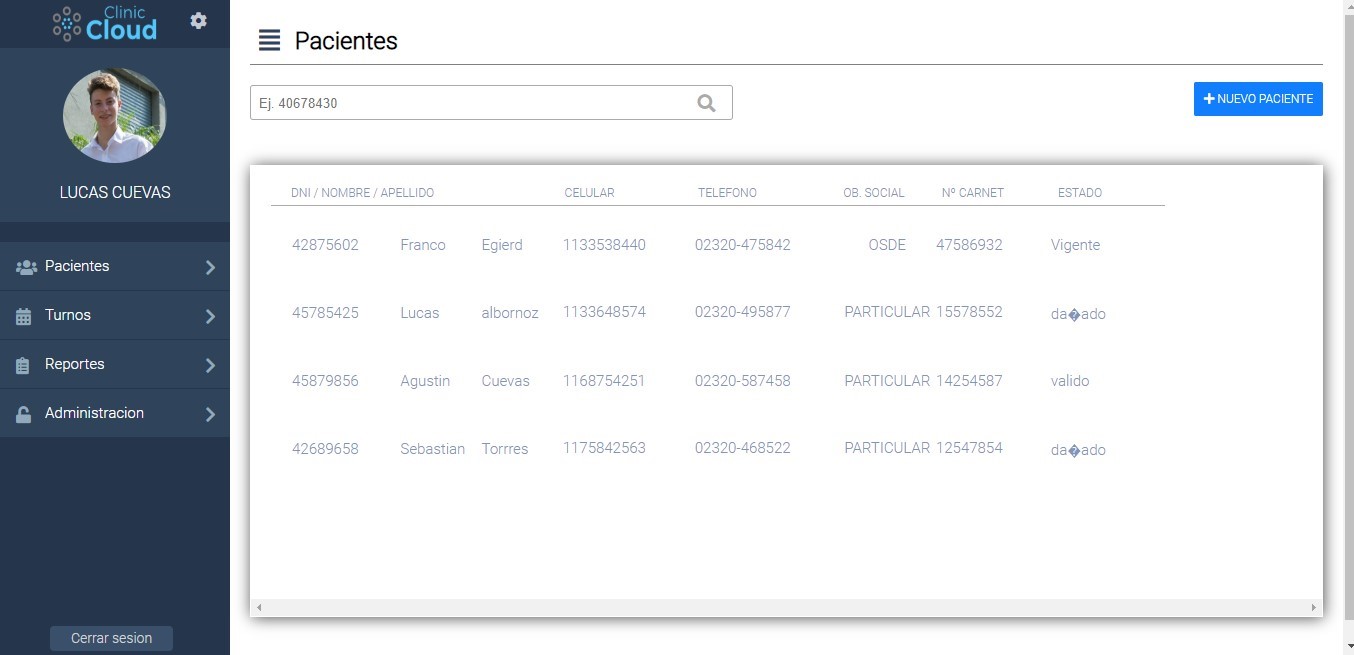 Clinic
Cloud
LUCAS CUEVAS
Pacientes
Turnos
Reportes
Administracion
Cerrar sesion
Pacientes
Ej. 40678430
NUEVO PACIENTE
DNI / NOMBRE / APELLIDO CELULAR TELEFONO OB. SOCIAL Nº CARNET ESTADO
42875602 Franco Egierd 1133538440 02320-475842 OSDE 47586932 Vigente
45785425 Lucas albornoz 1133648574 02320-495877 PARTICULAR 15578552 da�ado
45879856 Agustin Cuevas 1168754251 02320-587458 PARTICULAR 14254587 valido
42689658 Sebastian Torrres 1175842563 02320-468522 PARTICULAR 12547854 da�ado